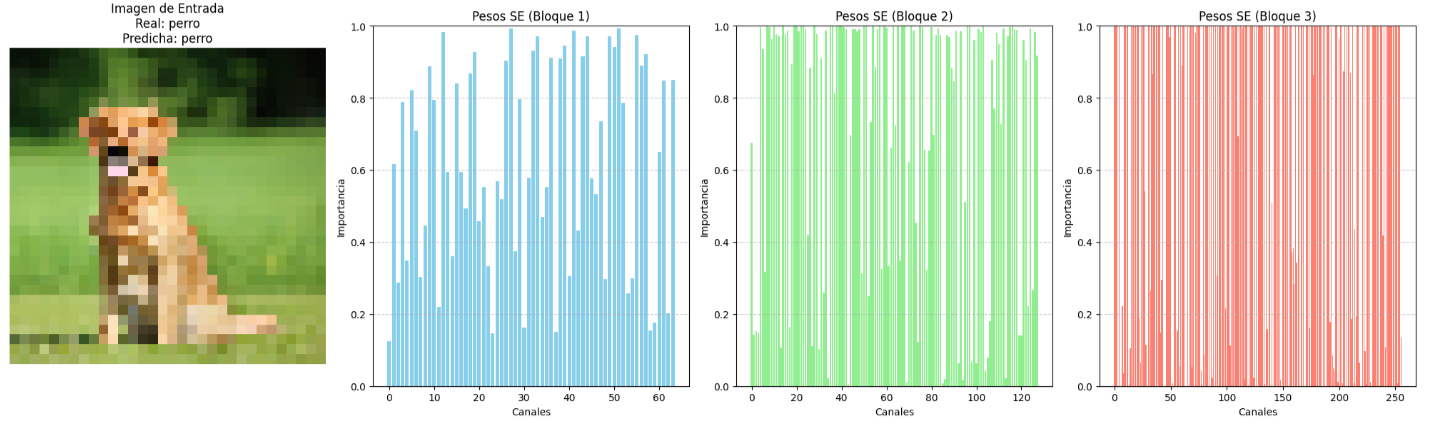 Imagen de Entrada
Real: perro
Predicha: perro
Pesos SE (Bloque 1)
Importancia
1.0
0.8
0.6
0.4
0.2
0.0
0 10 20 30 40 50 60
Canales
Pesos SE (Bloque 2)
Importancia
1.0
0.8
0.6
0.4
0.2
0.0
0 20 40 60 80 100 120
Canales
Pesos SE (Bloque 3)
Importancia
1.0
0.8
0.6
0.4
0.2
0.0
0 50 100 150 200 250
Canales